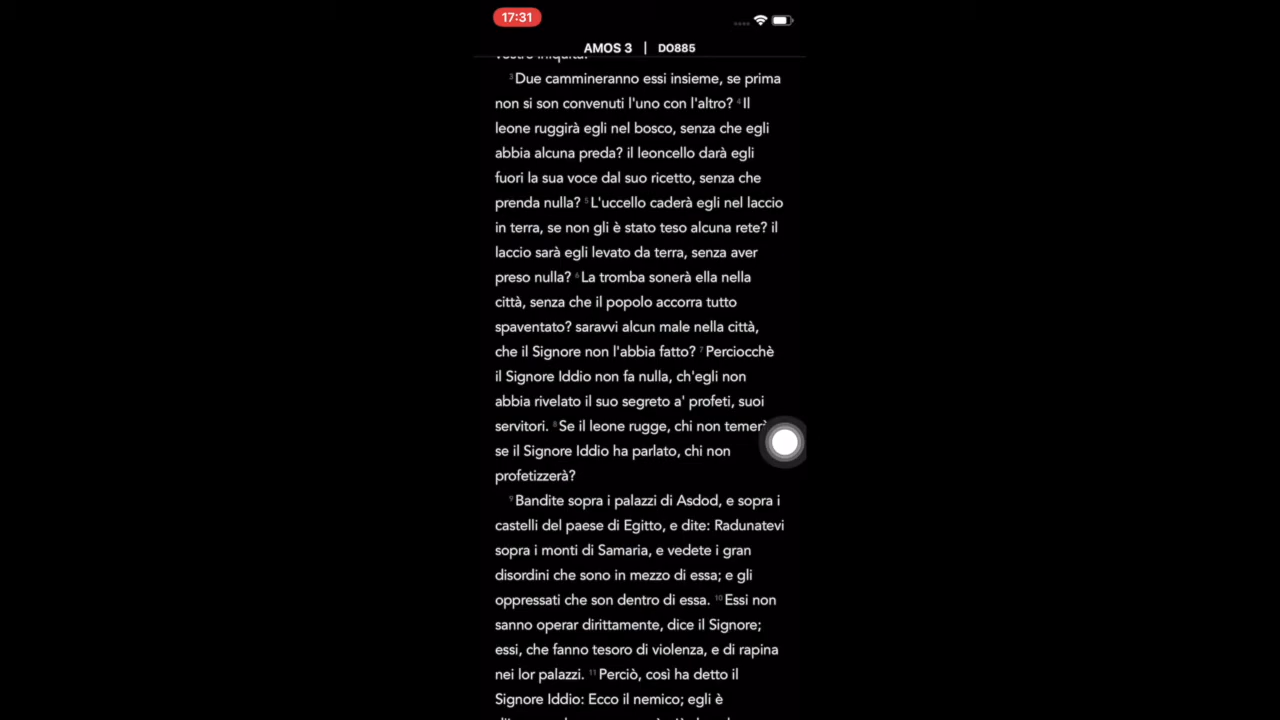 17:31
AMOS 3 | DO885
vostre iniquità.
3 Due cammineranno essi insieme, se prima
non si son convenuti l'uno con l'altro? 4 Il
leone ruggirà egli nel bosco, senza che egli
abbia alcuna preda? il leoncello darà egli
fuori la sua voce dal suo ricetto, senza che
prenda nulla? 5 L'uccello caderà egli nel laccio
in terra, se non gli è stato teso alcuna rete? il
laccio sarà egli levato da terra, senza aver
preso nulla? 6 La tromba sonerà ella nella
città, senza che il popolo accorra tutto
spaventato? saravvi alcun male nella città,
che il Signore non l'abbia fatto? 7 Perciocchè
il Signore Iddio non fa nulla, ch'egli non
abbia rivelato il suo segreto a' profeti, suoi
servitori. 8 Se il leone rugge, chi non temerà
se il Signore Iddio ha parlato, chi non
profetizzerà?
9 Bandite sopra i palazzi di Asdod, e sopra i
castelli del paese di Egitto, e dite: Radunatevi
sopra i monti di Samaria, e vedete i gran
disordini che sono in mezzo di essa; e gli
oppressati che son dentro di essa. 10 Essi non
sanno operar dirittamente, dice il Signore;
essi, che fanno tesoro di violenza, e di rapina
nei lor palazzi. 11 Perciò, così ha detto il
Signore Iddio: Ecco il nemico; egli è